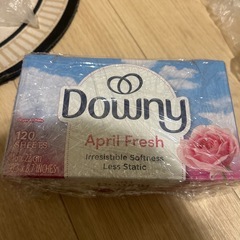 Downy
April Fresh
120
SHEETS
Irresistible Softness
Less Static